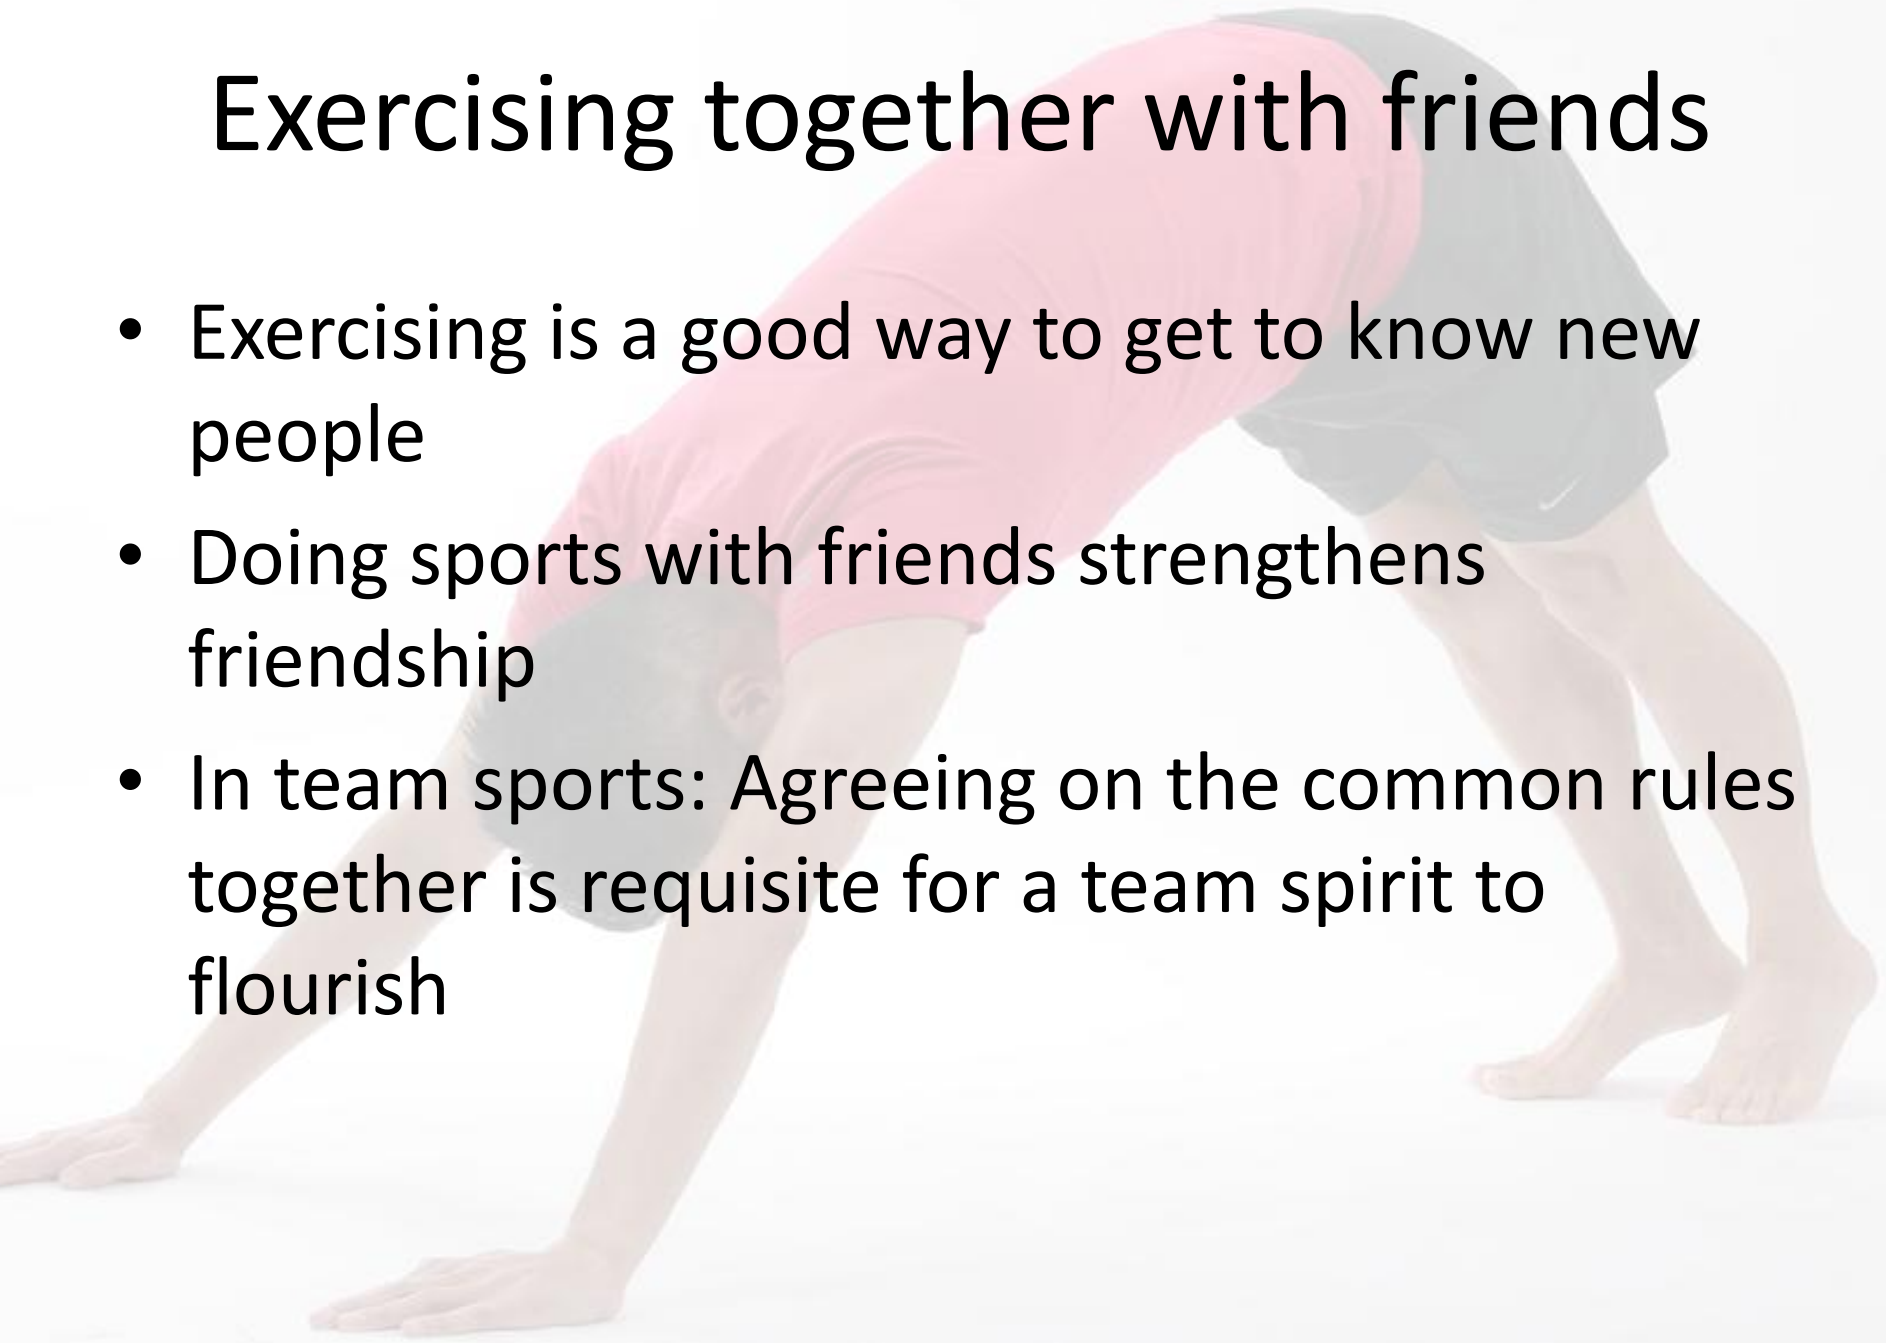 Exercising together with friends
• Exercising is a good way to get to know new
people
• Doing sports with friends strengthens
friendship
• In team sports: Agreeing on the common rules
together is requisite for a team spirit to
flourish